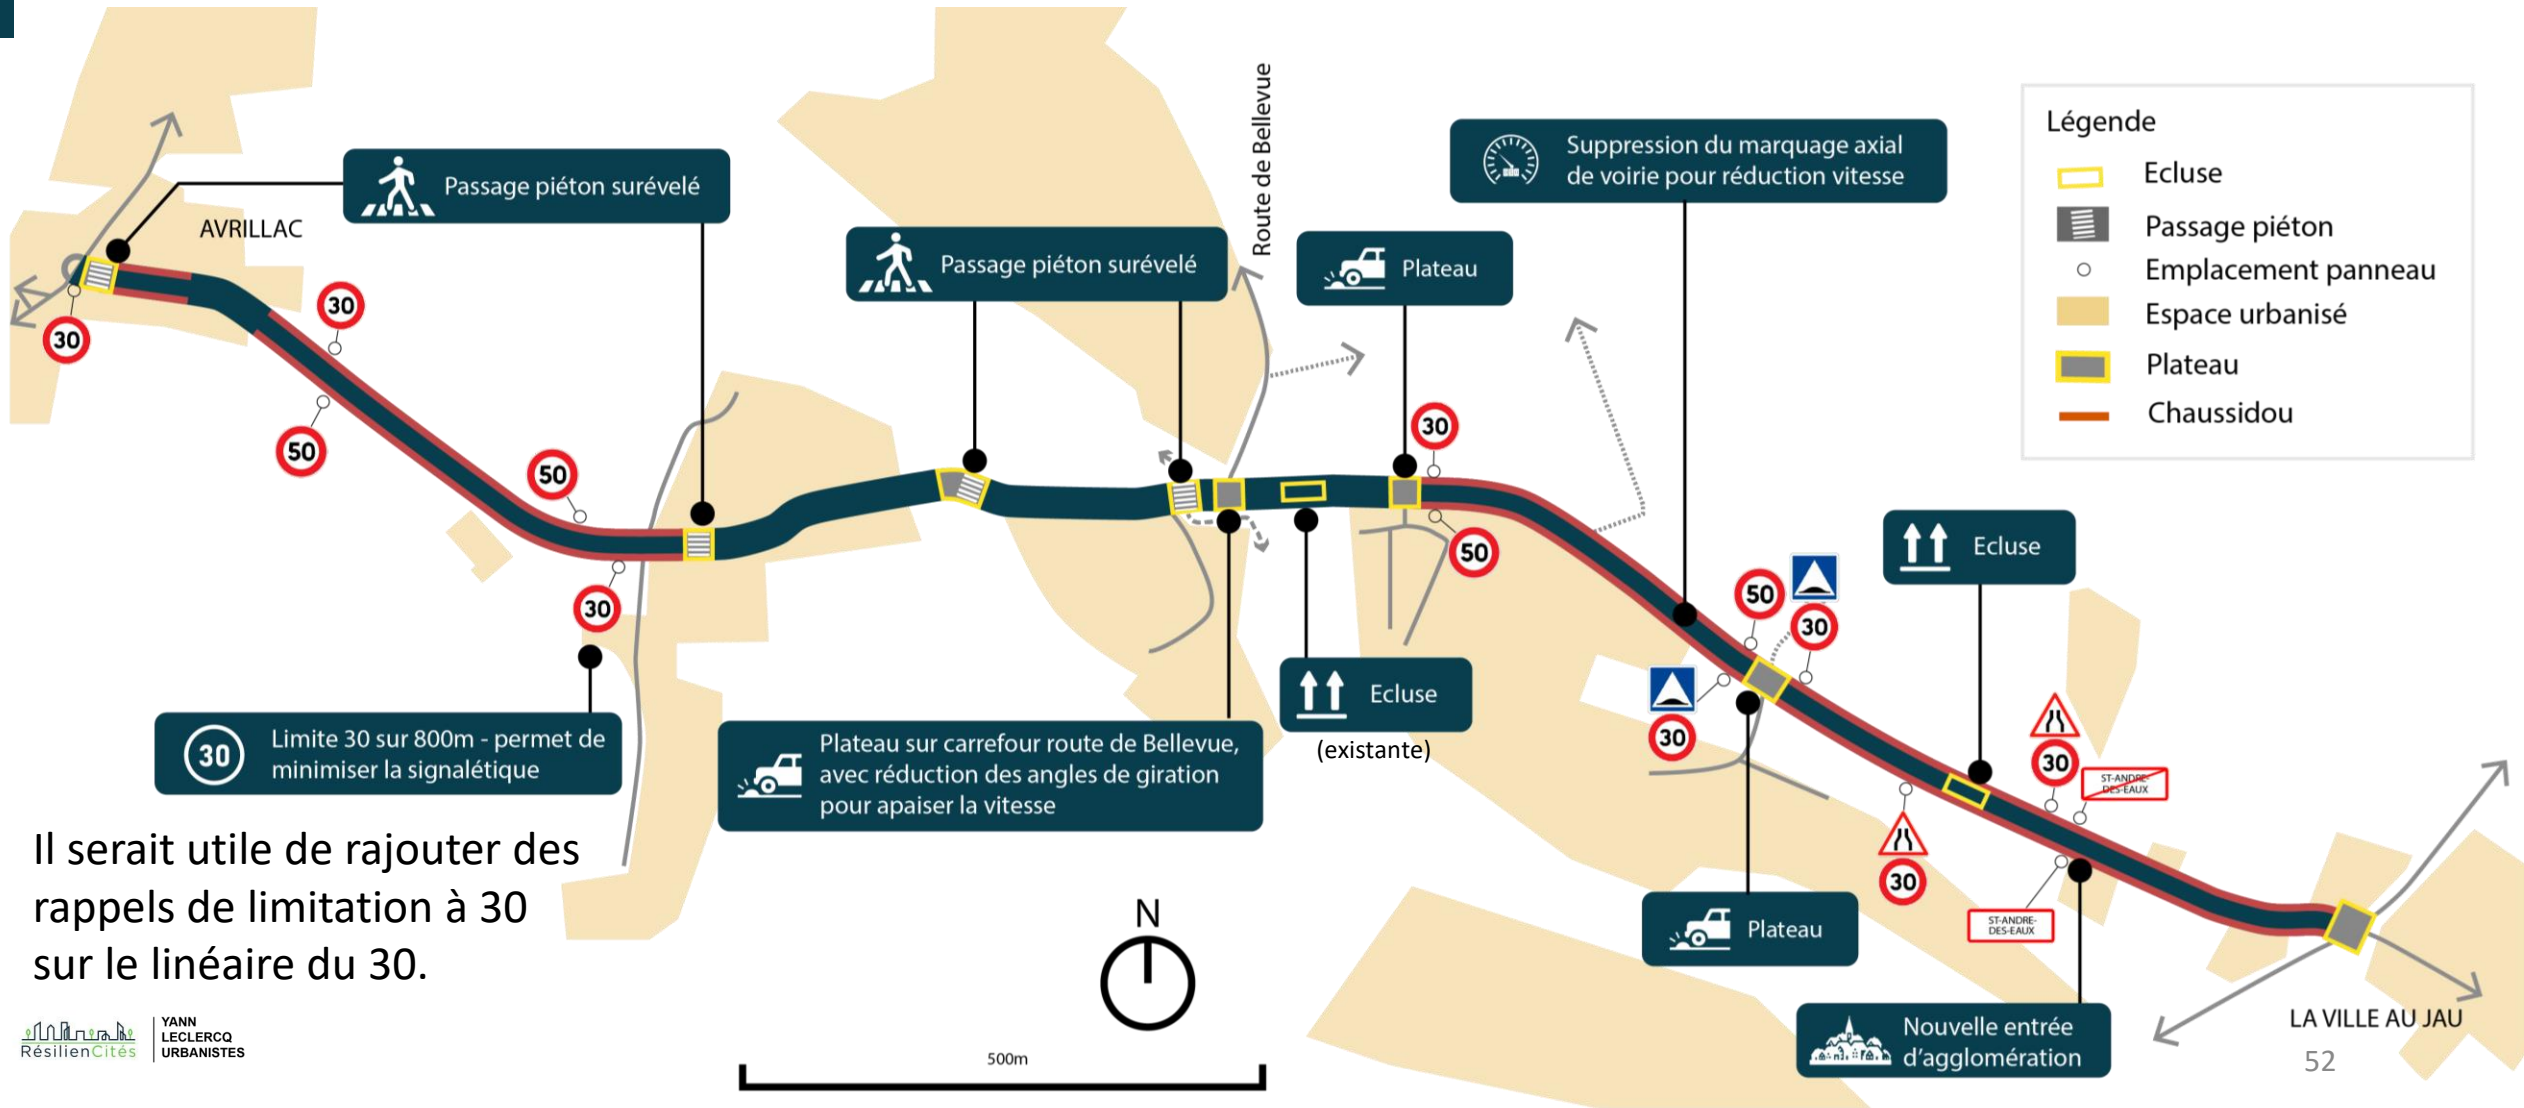 Route de Bellevue
Légende
Ecluse
Passage piéton
Emplacement panneau
Espace urbanisé
Plateau
Chaussidou
Suppression du marquage axial
de voirie pour réduction vitesse
Passage piéton surévelé
AVRILLAC
Passage piéton surévelé
Plateau
30
30
50
50
30
30
50
50
30
30
30
30
Ecluse
Ecluse
(existante)
Limite 30 sur 800m - permet de
minimiser la signalétique
30
Plateau sur carrefour route de Bellevue,
avec réduction des angles de giration
pour apaiser la vitesse
ST-ANDRE-
DES-EAUX
ST-ANDRE-
DES-EAUX
Plateau
Il serait utile de rajouter des
rappels de limitation à 30
sur le linéaire du 30.
N
500m
Nouvelle entrée
d'agglomération
LA VILLE AU JAU
52
RésilienCités
YANN
LECLERCQ
URBANISTES